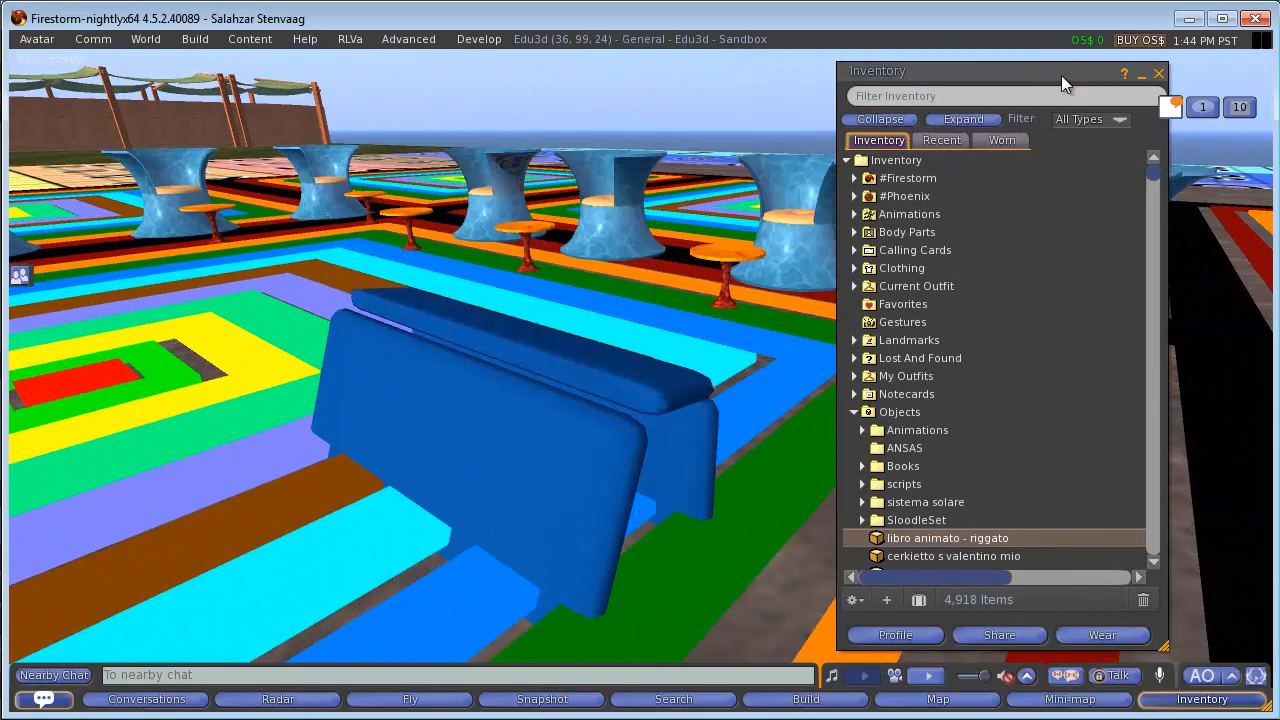 Firestorm-nightlyx64 4.5.2.40089 - Salahzar Stenvaag
Avatar Comm World Build Content Help RLVa Advanced Develop Edu3d (36, 99, 24) - General - Edu3d - Sandbox OS$ 0 BUY OS$ 1:44 PM PST
Inventory ?
Filter Inventory
1 10
Collapse Expand Filter: All Types
Inventory Recent Worn
Inventory
#Firestorm
#Phoenix
Animations
Body Parts
Calling Cards
Clothing
Current Outfit
Favorites
Gestures
Landmarks
Lost And Found
My Outfits
Notecards
Objects
Animations
ANSAS
Books
scripts
sistema solare
SloodleSet
libro animato - riggato
cerkietto s valentino mio
4,918 Items
Profile Share Wear
Nearby Chat To nearby chat Talk AO
Conversations Radar Fly Snapshot Search Build Map Mini-map Inventory